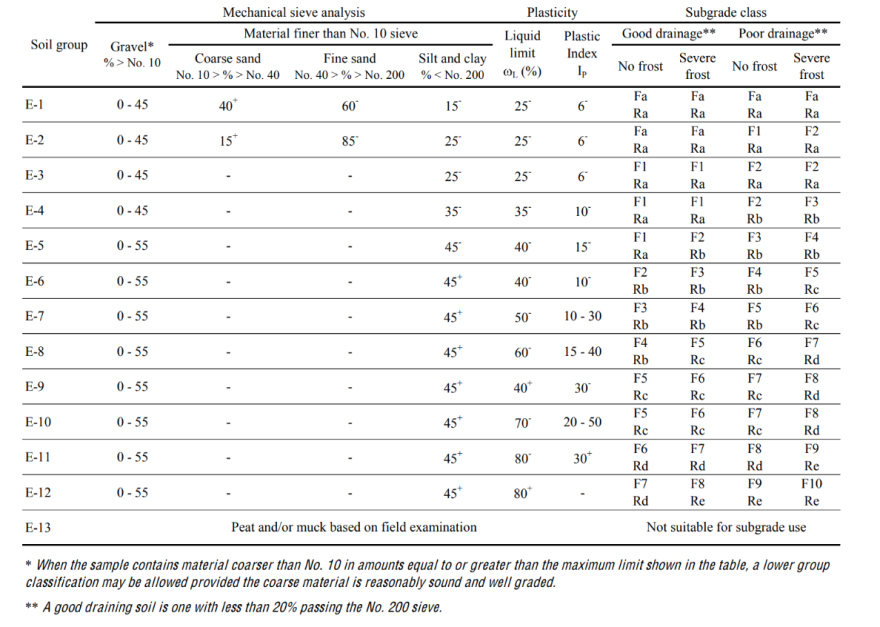 Mechanical sieve analysis Plasticity Subgrade class
Soil group Gravel* % > No. 10 Material finer than No. 10 sieve Liquid limit ωL (%) Plastic Index IP Good drainage** Poor drainage**
Coarse sand No. 10 > % > No. 40 Fine sand No. 40 > % > No. 200 Silt and clay % < No. 200 No frost Severe frost No frost Severe frost
E-1 0 - 45 40+ 60- 15- 25- 6- Fa Fa Fa Fa
Ra Ra Ra Ra
E-2 0 - 45 15+ 85- 25- 25- 6- Fa Fa F1 F2
Ra Ra Ra Ra
E-3 0 - 45 - - 25- 25- 6- F1 F1 F2 F2
Ra Ra Ra Ra
E-4 0 - 45 - - 35- 35- 10- F1 F1 F2 F3
Ra Ra Rb Rb
E-5 0 - 55 - - 45- 40- 15- F1 F2 F3 F4
Ra Rb Rb Rb
E-6 0 - 55 - - 45+ 40- 10- F2 F3 F4 F5
Rb Rb Rb Rc
E-7 0 - 55 - - 45+ 50- 10 - 30 F3 F4 F5 F6
Rb Rb Rb Rc
E-8 0 - 55 - - 45+ 60- 15 - 40 F4 F5 F6 F7
Rb Rc Rc Rd
E-9 0 - 55 - - 45+ 40+ 30- F5 F6 F7 F8
Rc Rc Rc Rd
E-10 0 - 55 - - 45+ 70- 20 - 50 F5 F6 F7 F8
Rc Rc Rc Rd
E-11 0 - 55 - - 45+ 80- 30+ F6 F7 F8 F9
Rd Rd Rd Re
E-12 0 - 55 - - 45+ 80+ - F7 F8 F9 F10
Rd Re Re Re
E-13 Peat and/or muck based on field examination Not suitable for subgrade use
* When the sample contains material coarser than No. 10 in amounts equal to or greater than the maximum limit shown in the table, a lower group
classification may be allowed provided the coarse material is reasonably sound and well graded.
** A good draining soil is one with less than 20% passing the No. 200 sieve.